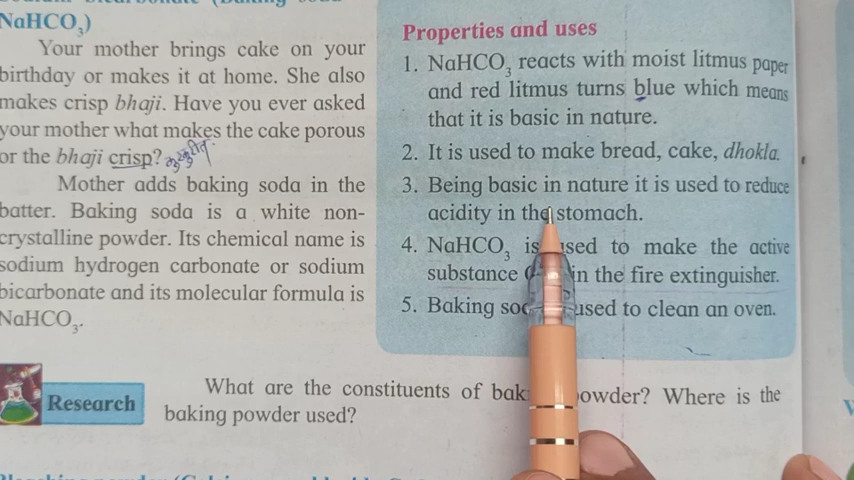 NaHCO₃)
Your mother brings cake on your
birthday or makes it at home. She also
makes crisp bhaji. Have you ever asked
your mother what makes the cake porous
or the bhaji crisp? कुरकुरीत
Mother adds baking soda in the
batter. Baking soda is a white non-
crystalline powder. Its chemical name is
sodium hydrogen carbonate or sodium
bicarbonate and its molecular formula is
NaHCO₃.
Properties and uses
1. NaHCO₃ reacts with moist litmus paper
and red litmus turns blue which means
that it is basic in nature.
2. It is used to make bread, cake, dhokla.
3. Being basic in nature it is used to reduce
acidity in the stomach.
4. NaHCO₃ is used to make the active
substance in the fire extinguisher.
5. Baking used to clean an oven.
Research
What are the constituents of baking powder? Where is the
baking powder used?